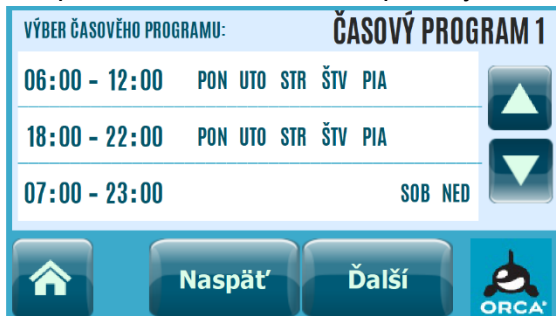 VÝBER ČASOVÉHO PROGRAMU:
ČASOVÝ PROGRAM 1
06:00 - 12:00 PON UTO STR ŠTV PIA
18:00 - 22:00 PON UTO STR ŠTV PIA
07:00 - 23:00 SOB NED
Naspäť Ďalší
ORCA